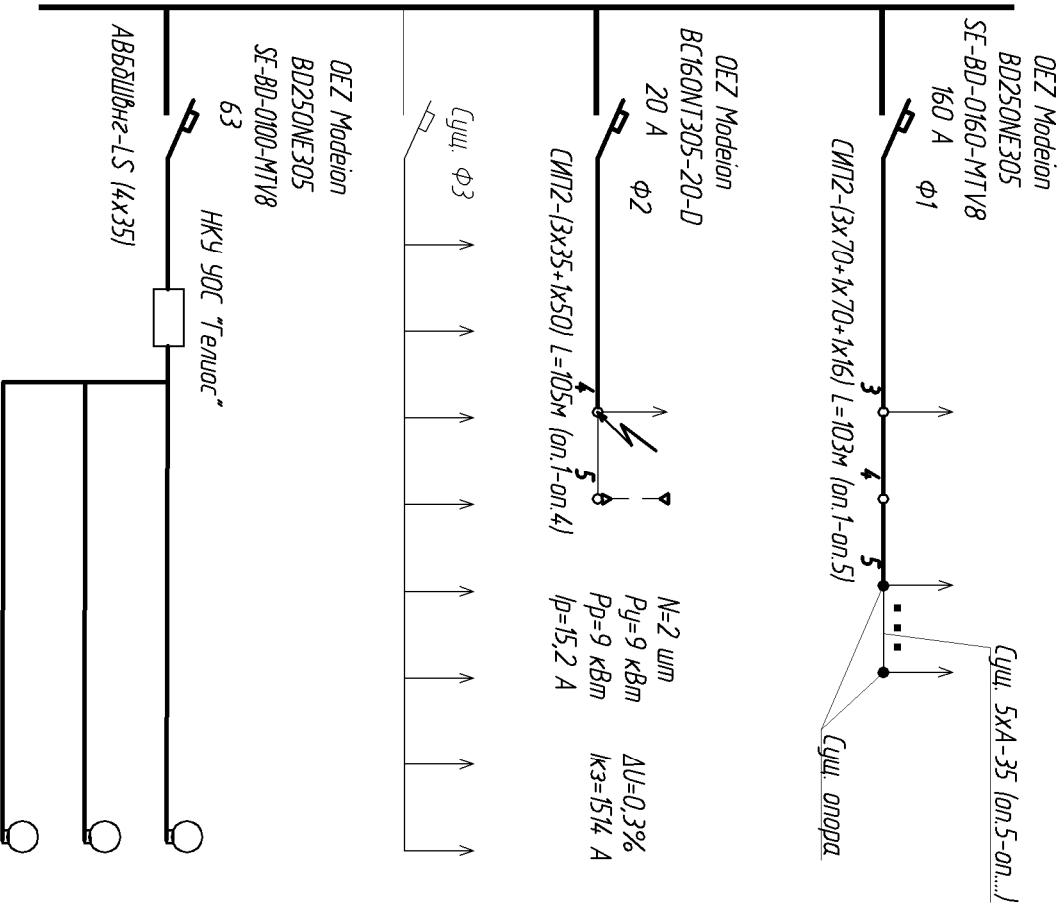 OEZ Modeion
BD250NE305
SE-BD-0160-MTV8
160 А
Ф1
СИП2-(3х70+1х70+1х16) L=103м (оп.1-оп.5)
3
4
5
Сущ. 5хА-35 (оп.5-оп....)
Сущ. опора
OEZ Modeion
BC160NT305-20-D
20 А
Ф2
СИП2-(3х35+1х50) L=105м (оп.1-оп.4)
4
5
N=2 шт
Ру=9 кВт
Рр=9 кВт
Iр=15,2 А
ΔU=0,3%
Iкз=1514 А
Сущ. Ф3
OEZ Modeion
BD250NE305
SE-BD-0100-MTV8
63
НКУ УОС "Гелиос"
АВБбШвнг-LS (4х35)